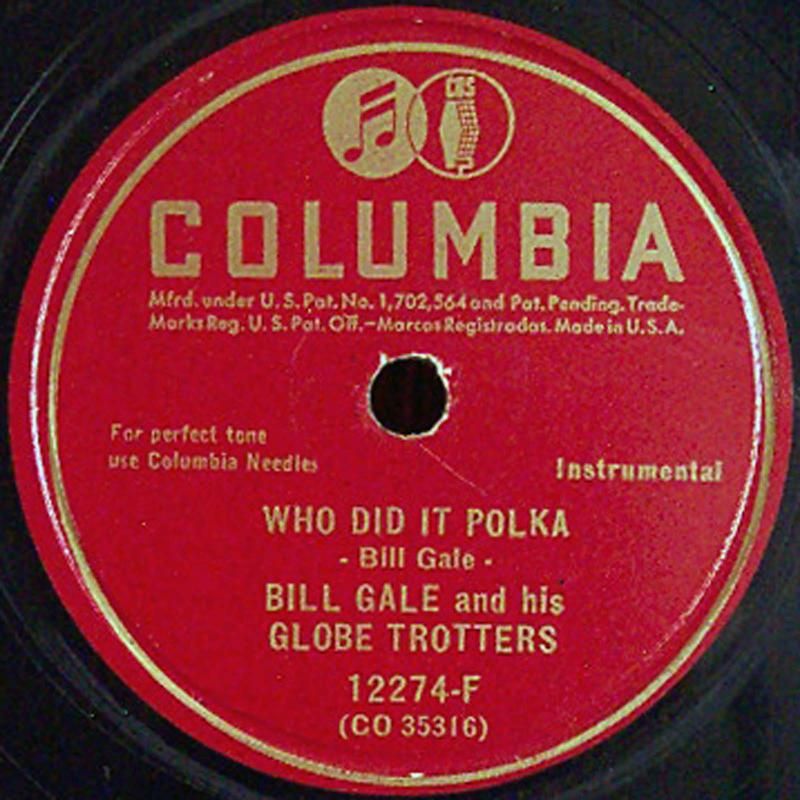 CBS
COLUMBIA
Mfrd. under U.S. Pat. No. 1,702,564 and Pat. Pending. Trade-
Marks Reg. U.S. Pat. Off.–Marcas Registradas. Made in U.S.A.
For perfect tone
use Columbia Needles
Instrumental
WHO DID IT POLKA
- Bill Gale -
BILL GALE and his
GLOBE TROTTERS
12274-F
(CO 35316)